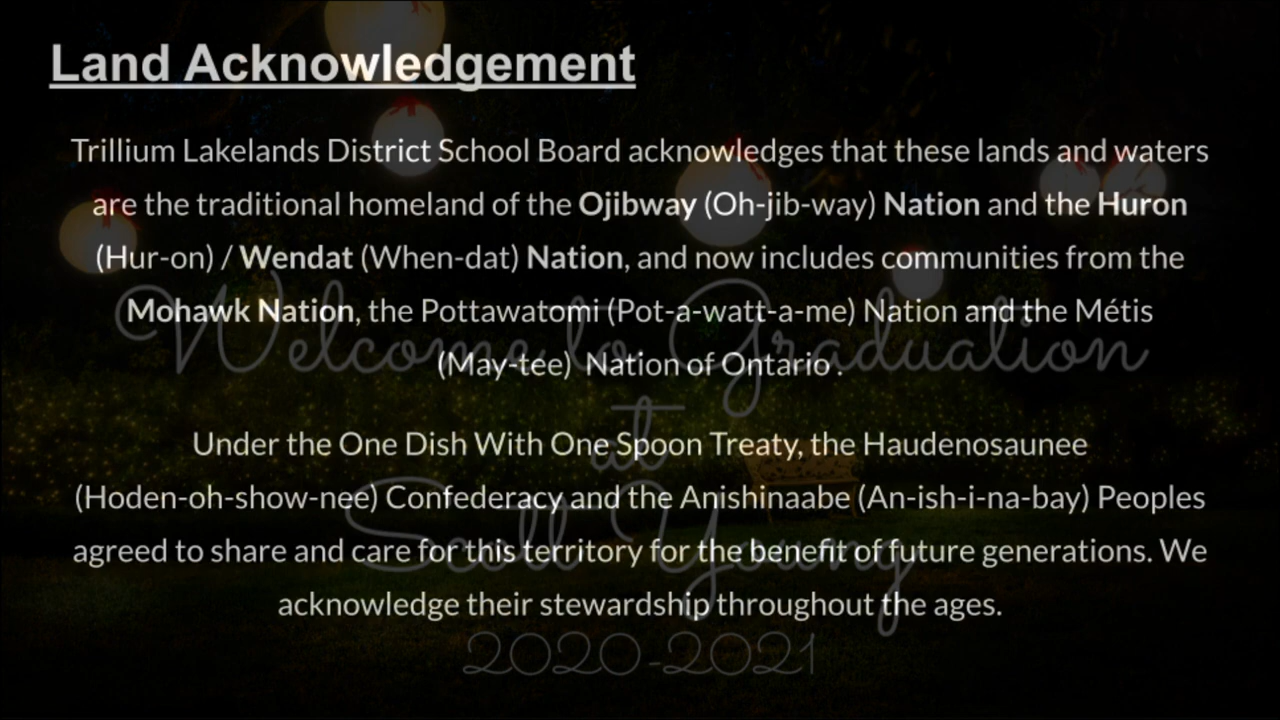 Land Acknowledgement
Trillium Lakelands District School Board acknowledges that these lands and waters
are the traditional homeland of the Ojibway (Oh-jib-way) Nation and the Huron
(Hur-on) / Wendat (When-dat) Nation, and now includes communities from the
Mohawk Nation, the Pottawatomi (Pot-a-watt-a-me) Nation and the Métis
Welcome to Graduation
(May-tee) Nation of Ontario .
at
Under the One Dish With One Spoon Treaty, the Haudenosaunee
(Hoden-oh-show-nee) Confederacy and the Anishinaabe (An-ish-i-na-bay) Peoples
Scott Young
agreed to share and care for this territory for the benefit of future generations. We
acknowledge their stewardship throughout the ages.
2020-2021